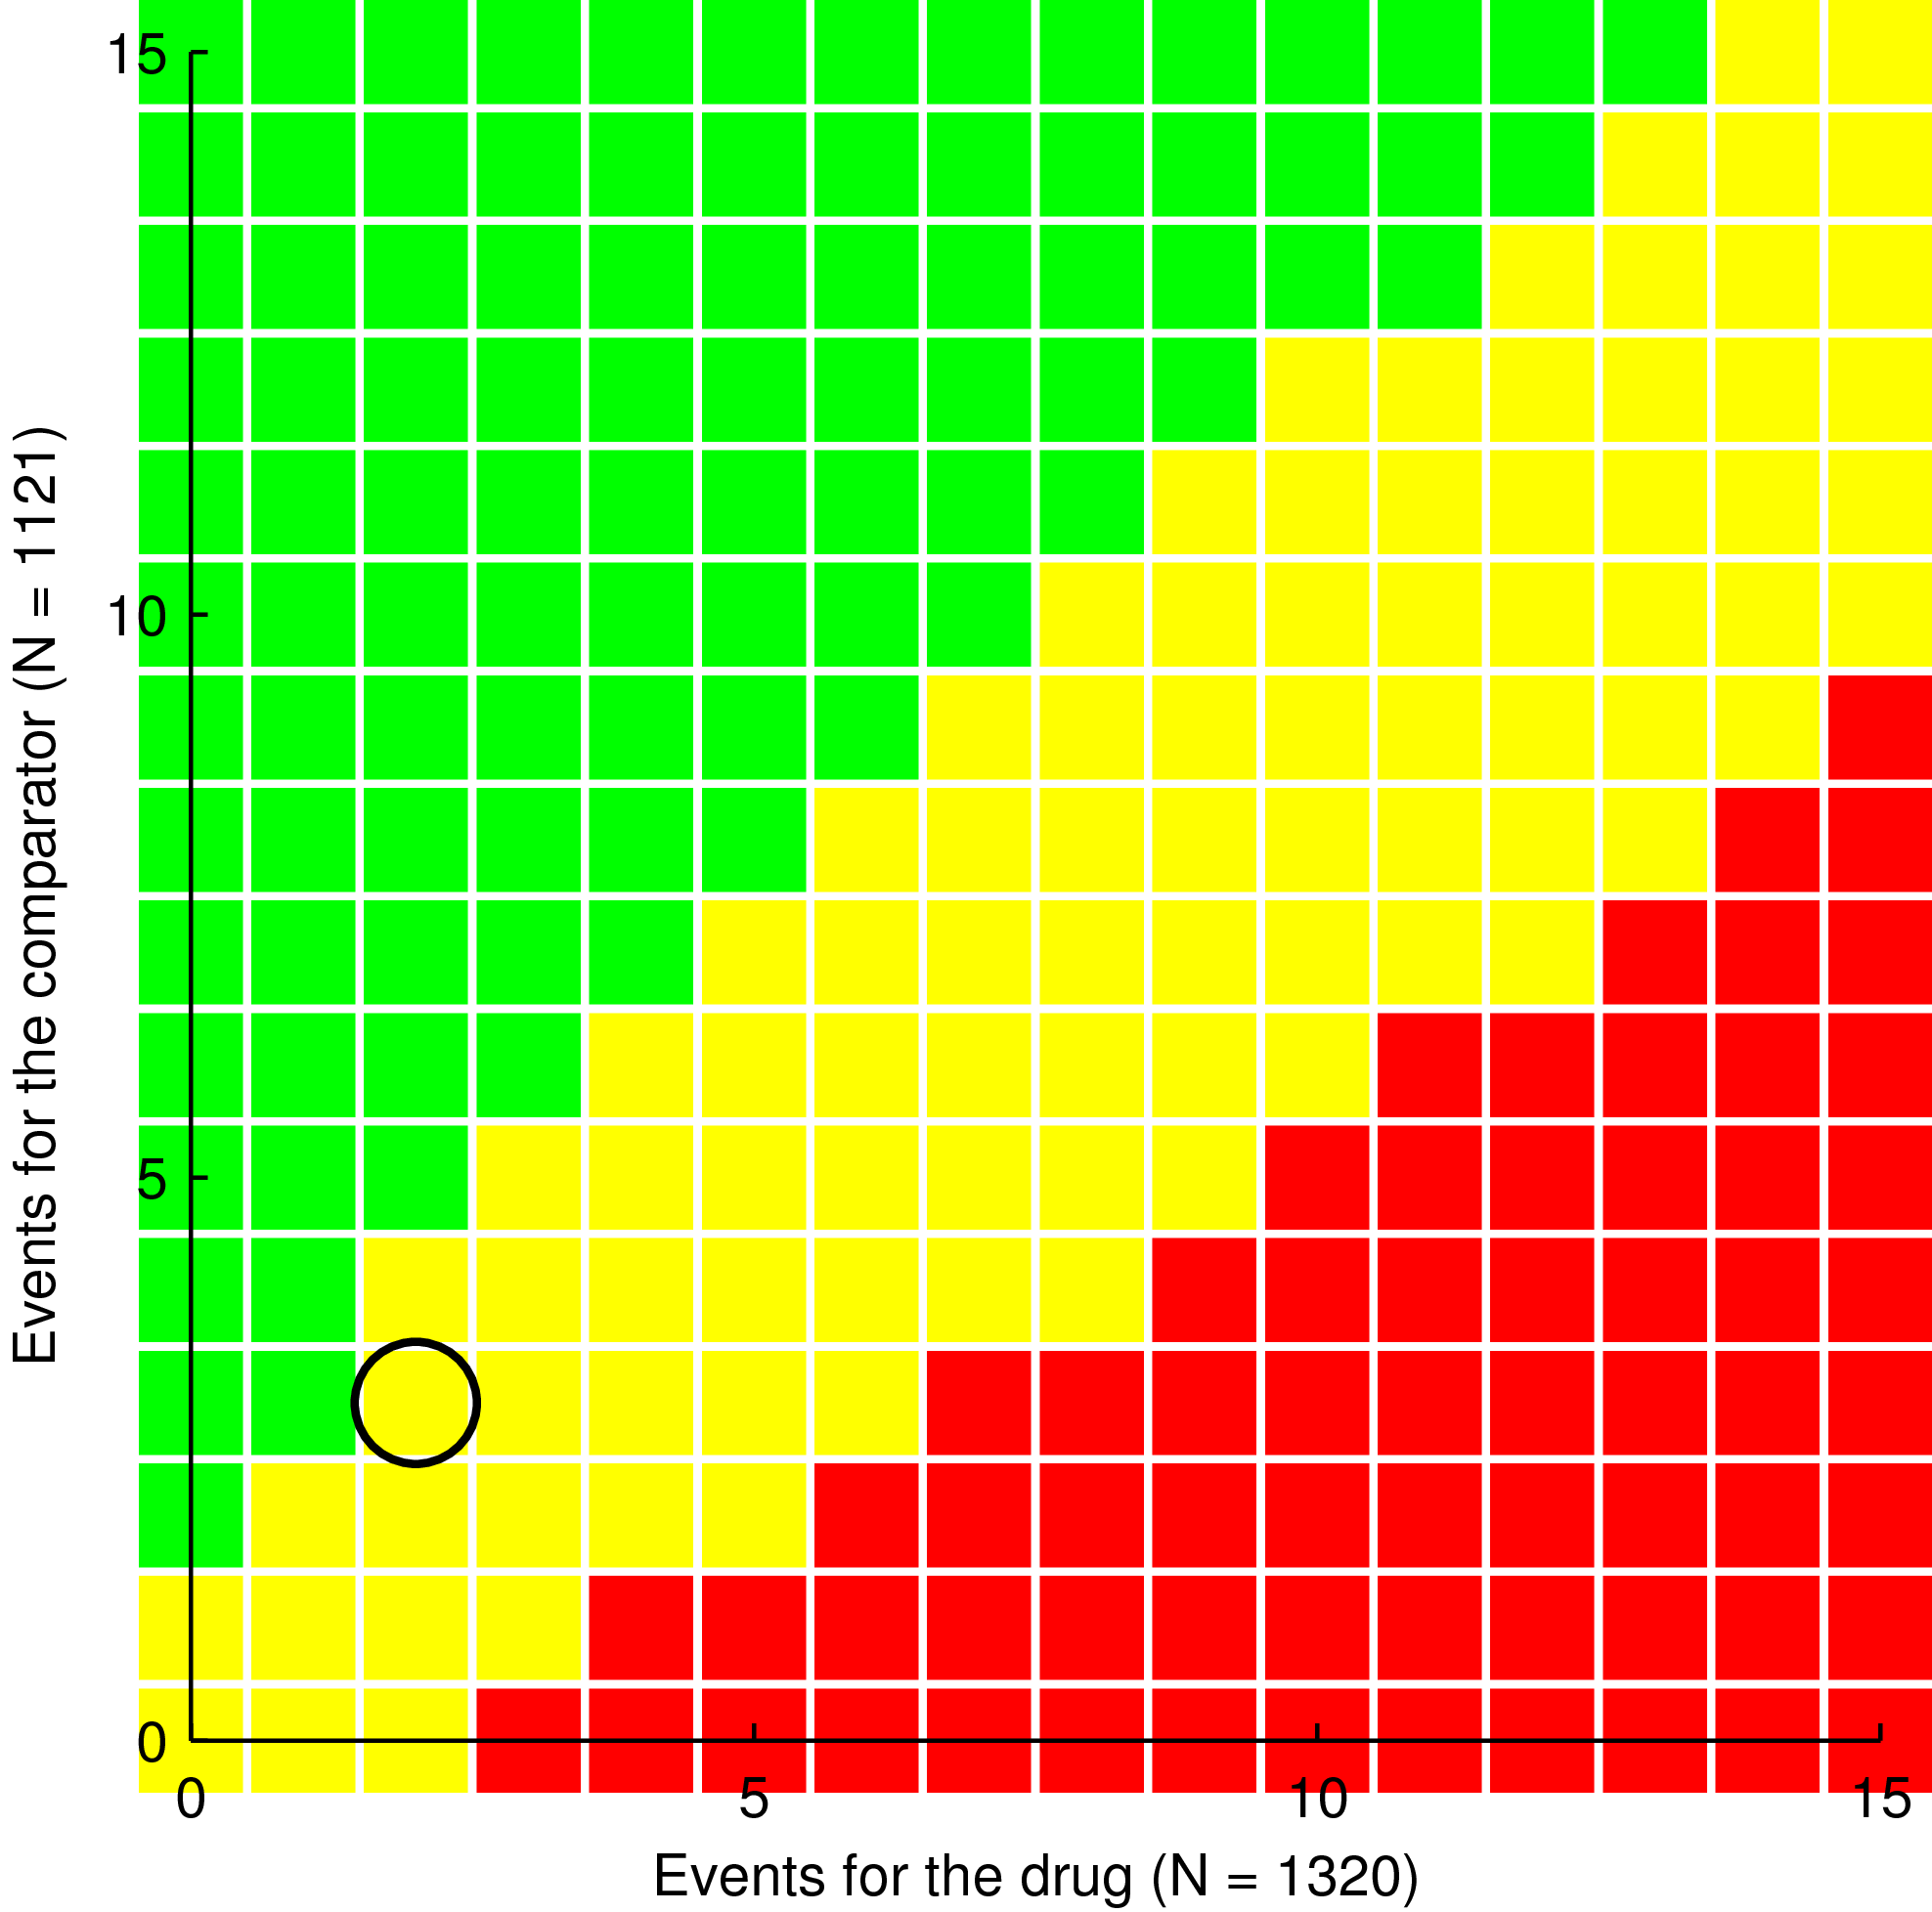 15
10
5
0
Events for the comparator (N = 1121)
0 5 10 15
Events for the drug (N = 1320)